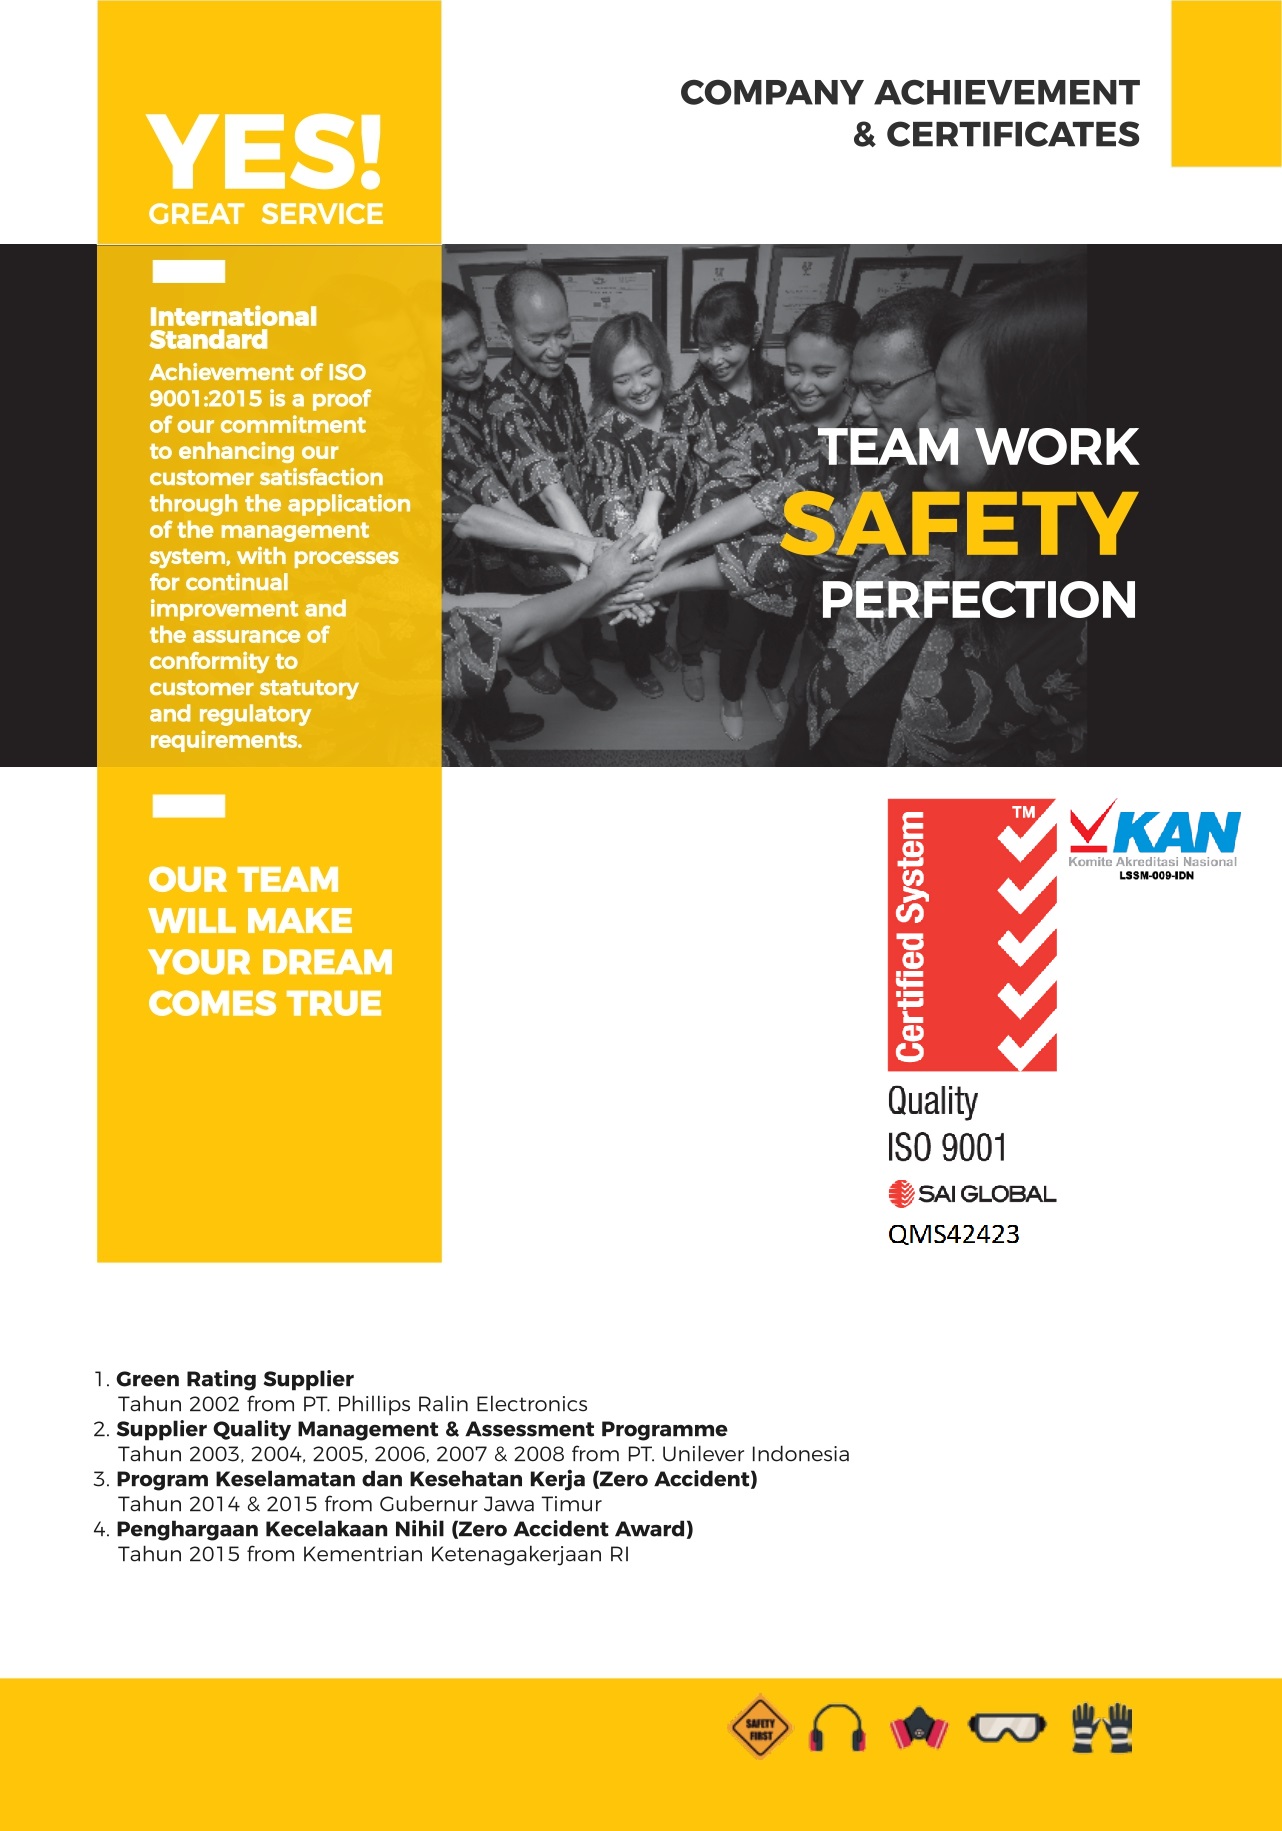 YES!
GREAT SERVICE
COMPANY ACHIEVEMENT
& CERTIFICATES
International
Standard
Achievement of ISO
9001:2015 is a proof
of our commitment
to enhancing our
customer satisfaction
through the application
of the management
system, with processes
for continual
improvement and
the assurance of
conformity to
customer statutory
and regulatory
requirements.
TEAM WORK
SAFETY
PERFECTION
OUR TEAM
WILL MAKE
YOUR DREAM
COMES TRUE
Certified System
TM
KAN
Komite Akreditasi Nasional
LSSM-009-IDN
Quality
ISO 9001
SAI GLOBAL
QMS42423
1. Green Rating Supplier
Tahun 2002 from PT. Phillips Ralin Electronics
2. Supplier Quality Management & Assessment Programme
Tahun 2003, 2004, 2005, 2006, 2007 & 2008 from PT. Unilever Indonesia
3. Program Keselamatan dan Kesehatan Kerja (Zero Accident)
Tahun 2014 & 2015 from Gubernur Jawa Timur
4. Penghargaan Kecelakaan Nihil (Zero Accident Award)
Tahun 2015 from Kementrian Ketenagakerjaan RI
SAFETY
FIRST